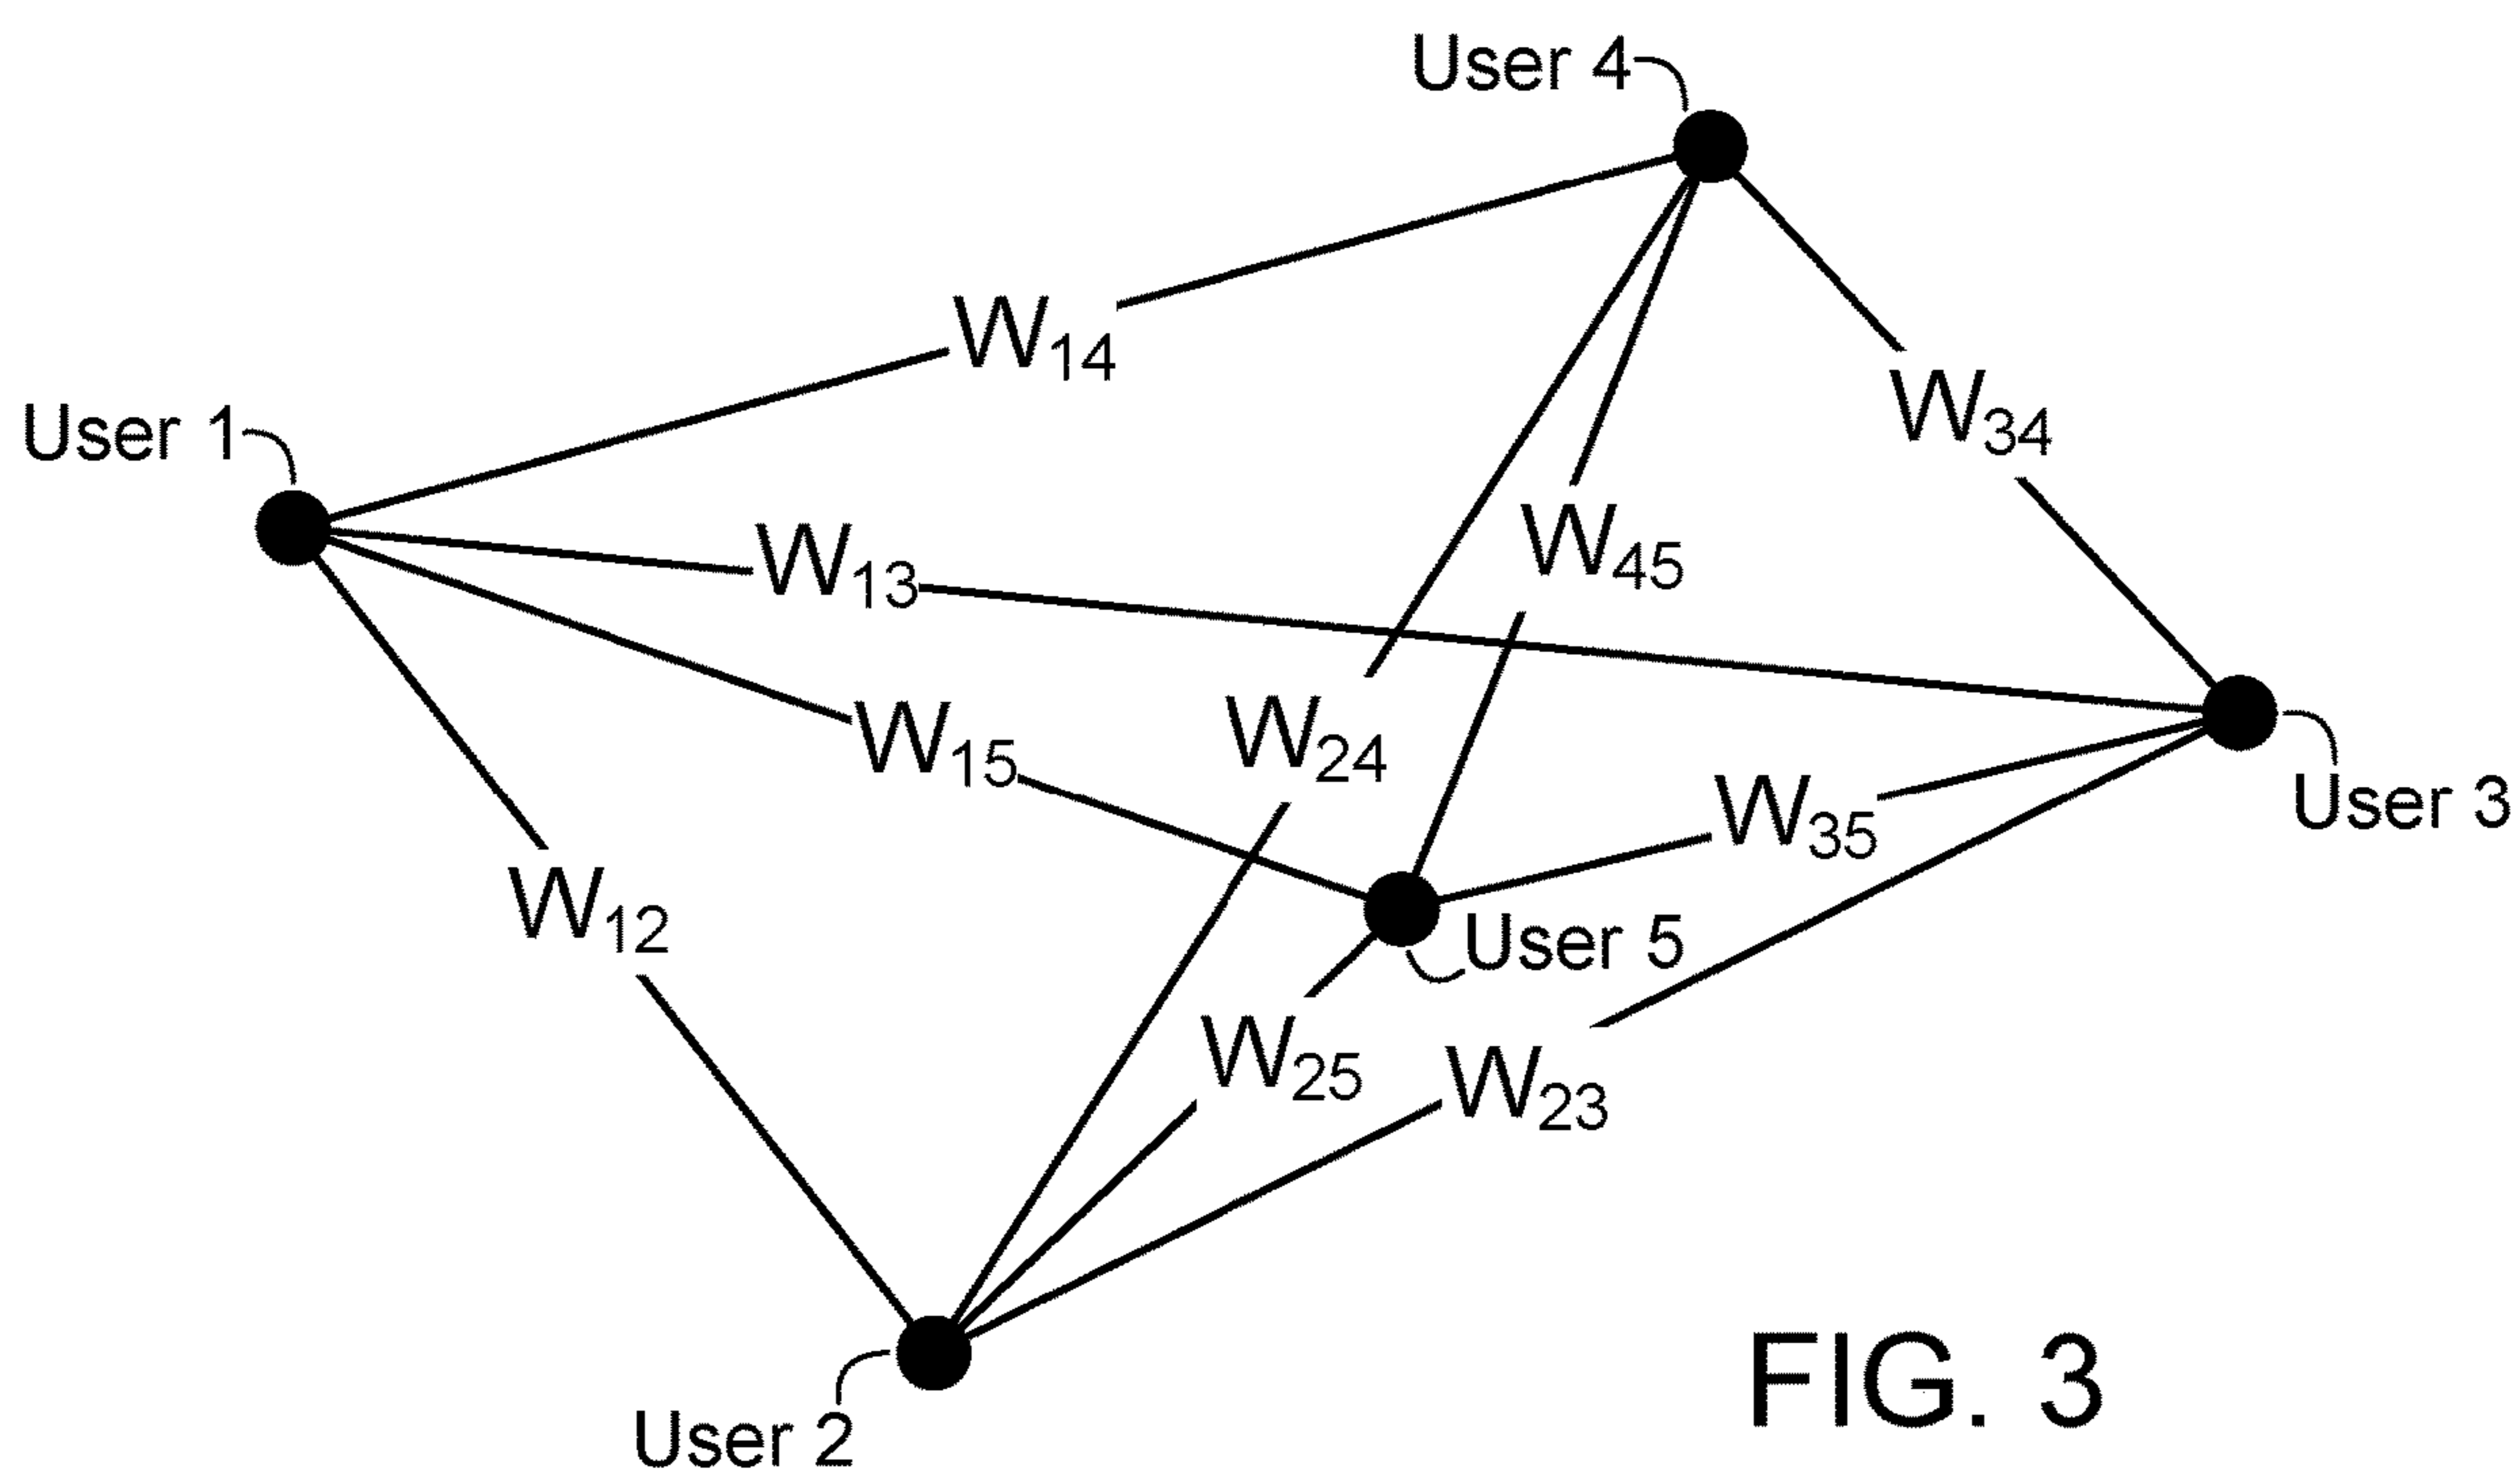 User 4
W14
User 1
W34
W13
W45
W15
W24
W35
User 3
W12
User 5
W25
W23
User 2
FIG. 3